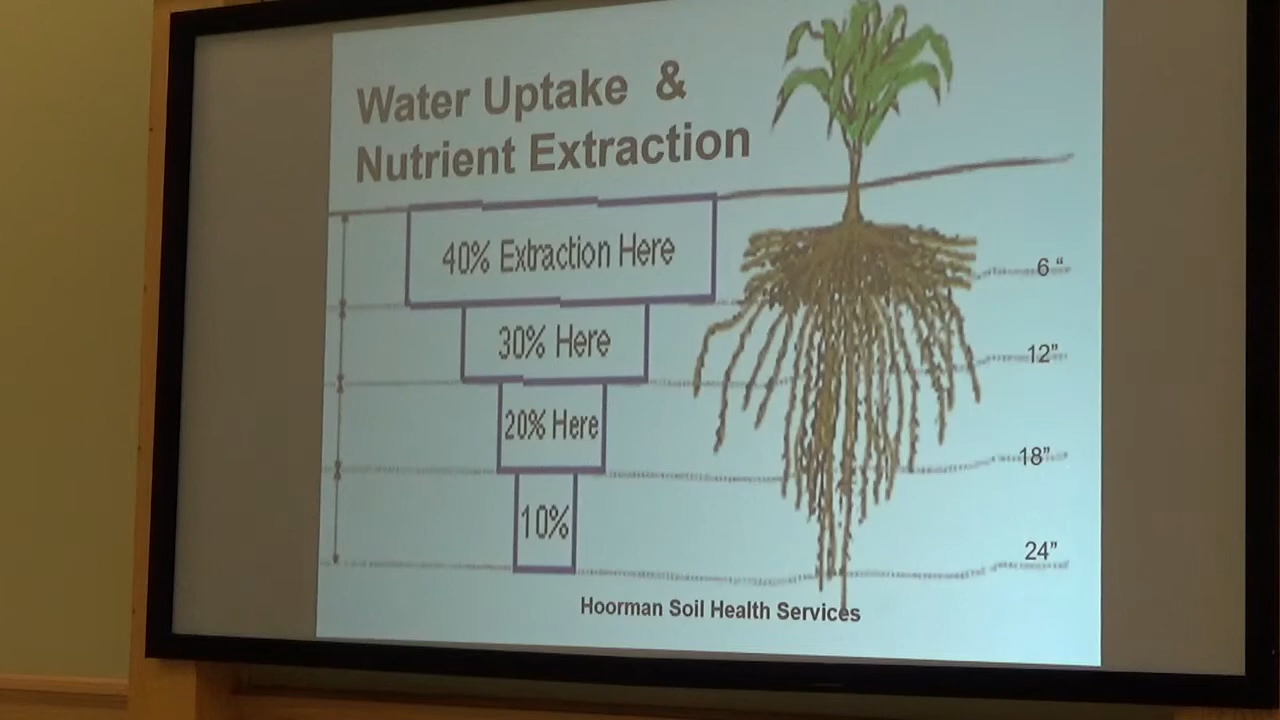 Water Uptake &
Nutrient Extraction
40% Extraction Here
6 “
30% Here
12”
20% Here
18”
10%
24”
Hoorman Soil Health Services